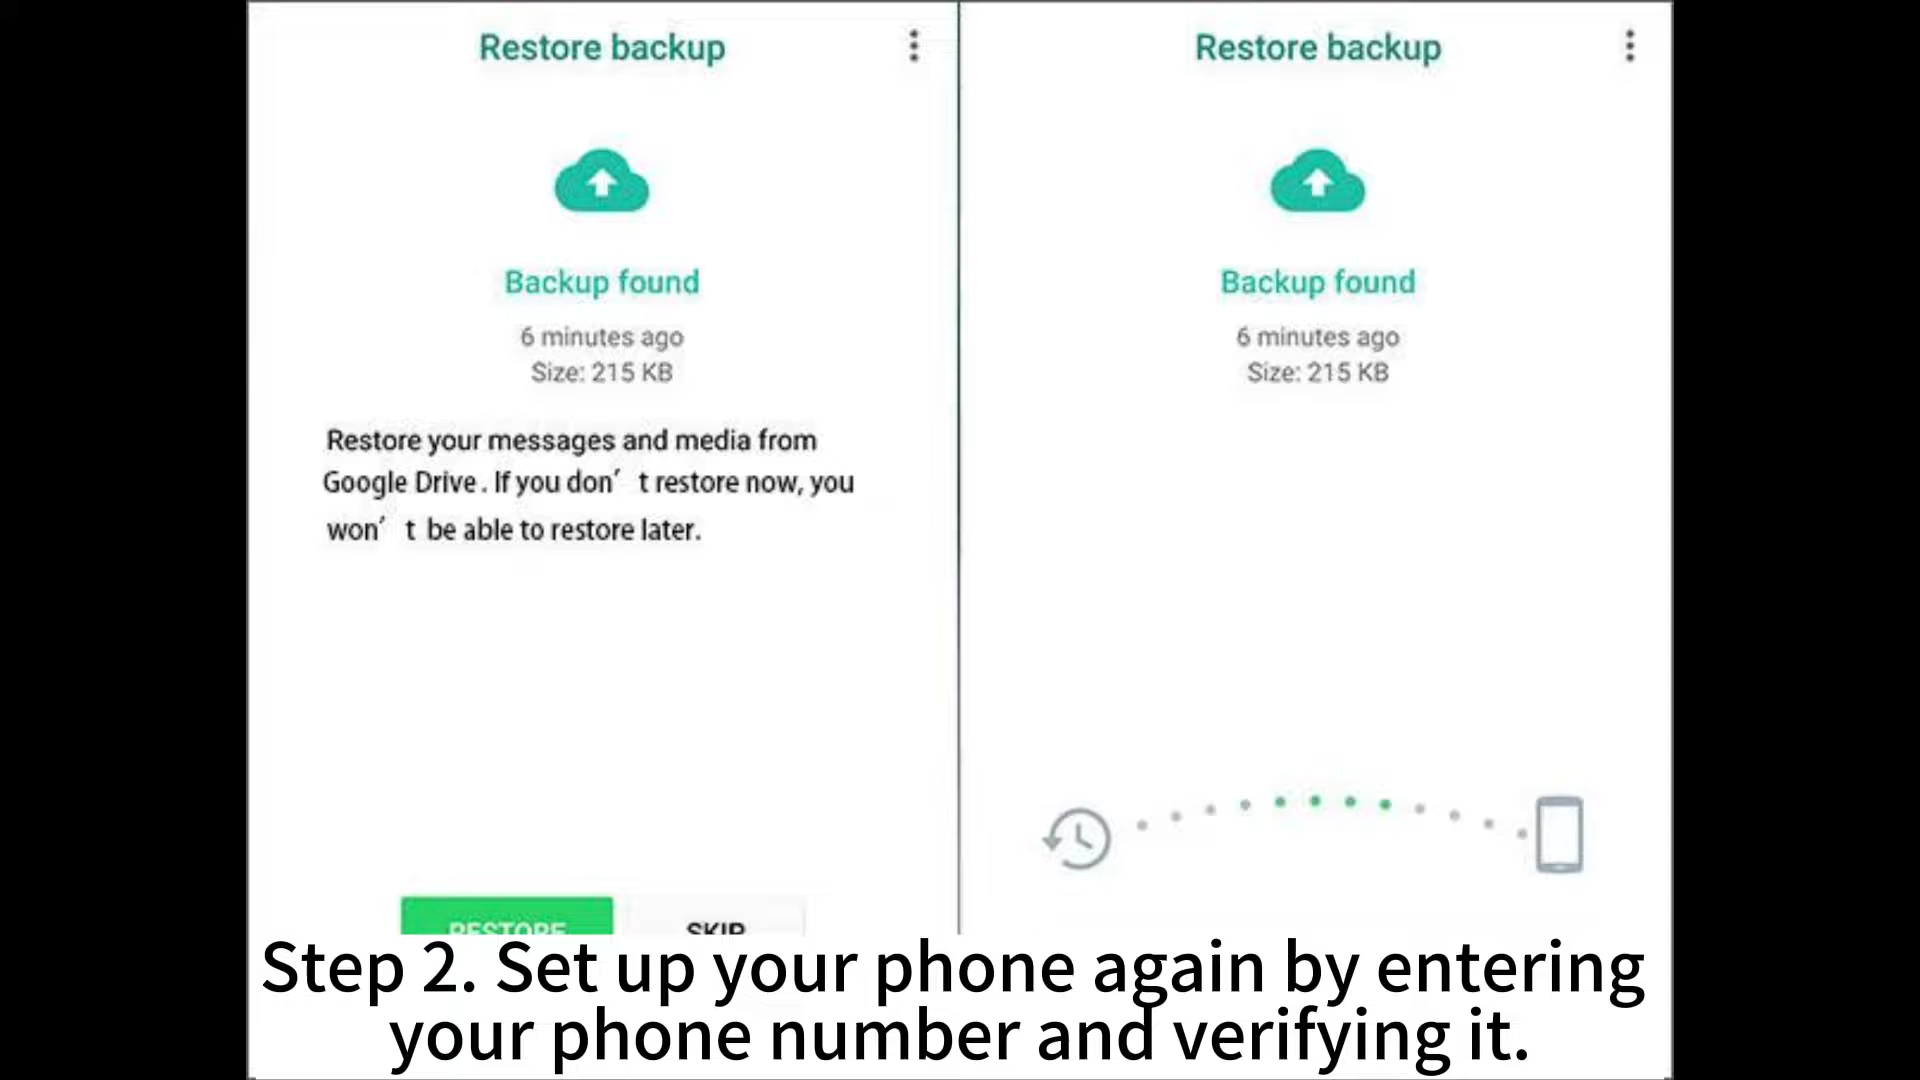 Restore backup
Backup found
6 minutes ago
Size: 215 KB
Restore your messages and media from
Google Drive. If you don't restore now, you
won't be able to restore later.
RESTORE
SKIP
Restore backup
Backup found
6 minutes ago
Size: 215 KB
Step 2. Set up your phone again by entering
your phone number and verifying it.